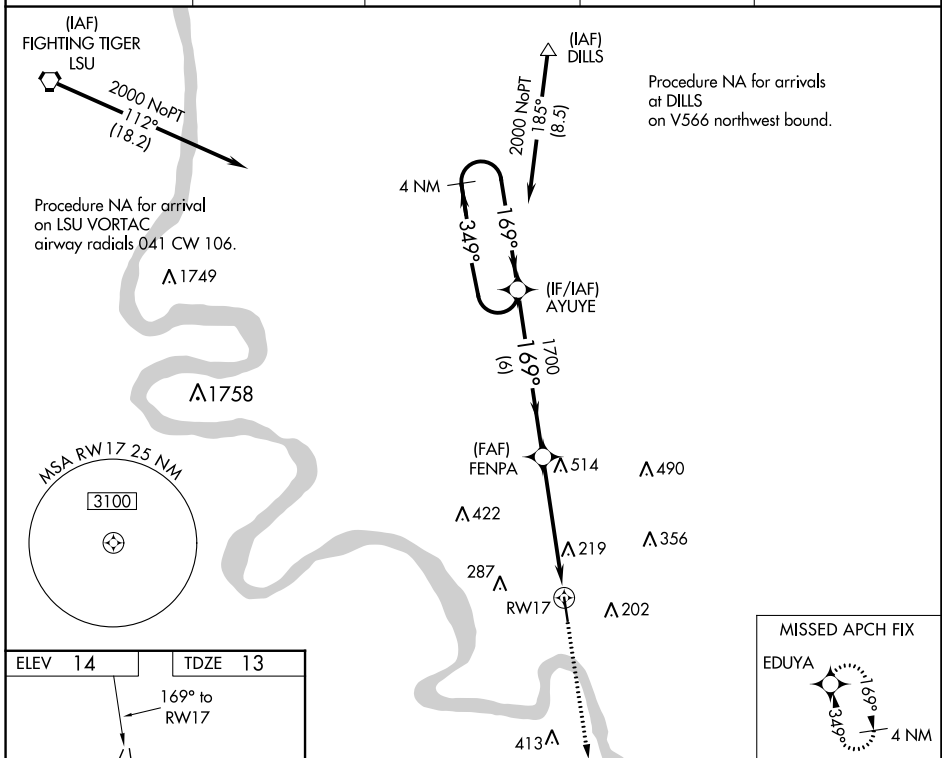 (IAF)
FIGHTING TIGER
LSU
2000 NoPT
112°
(18.2)
(IAF)
DILLS
2000 NoPT
185°
(8.5)
Procedure NA for arrivals
at DILLS
on V566 northwest bound.
Procedure NA for arrival
on LSU VORTAC
airway radials 041 CW 106.
4 NM
349°
169°
(IF/IAF)
AYUYE
1700
169°
(6)
1749
1758
MSA RW17 25 NM
3100
(FAF)
FENPA
514
490
422
219
356
287
RW17
202
413
ELEV 14
TDZE 13
169° to
RW17
MISSED APCH FIX
EDUYA
169°
349°
4 NM